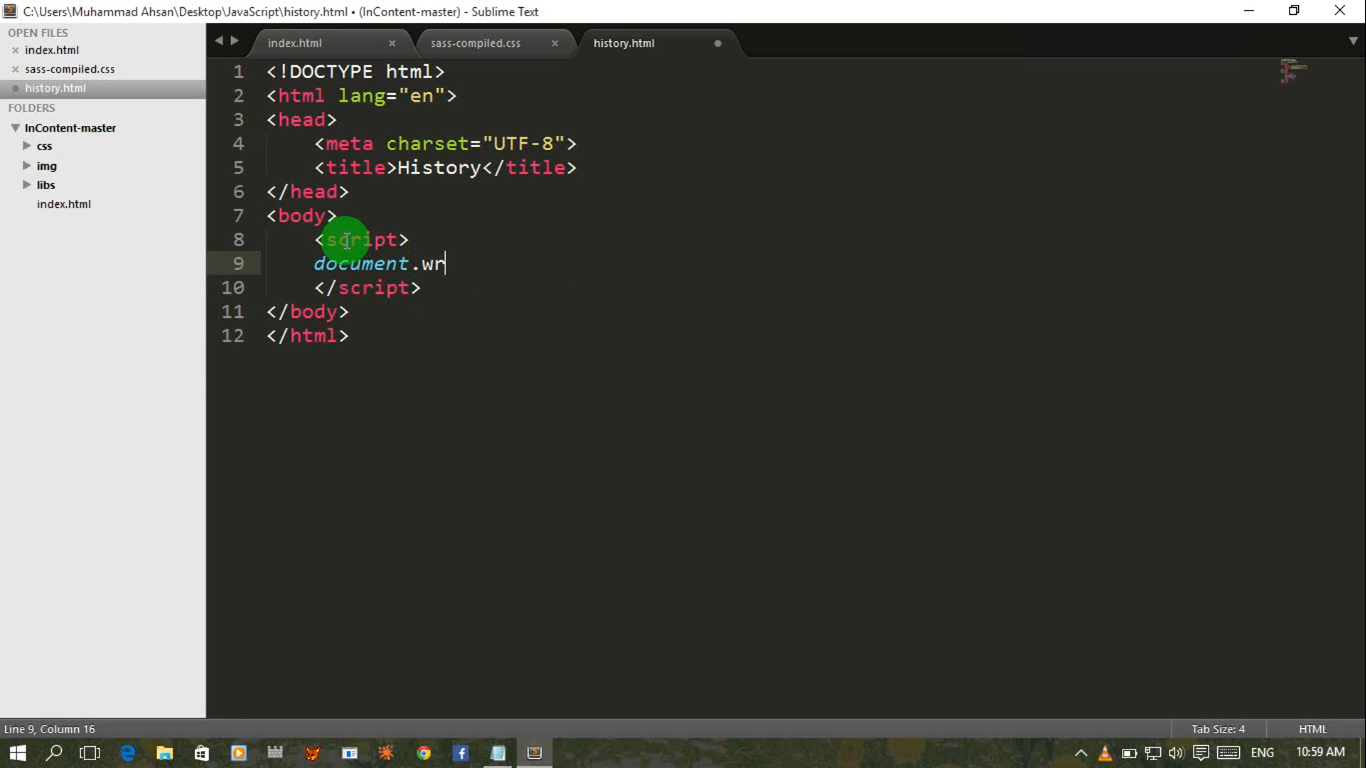 C:\Users\Muhammad Ahsan\Desktop\JavaScript\history.html • (InContent-master) - Sublime Text
OPEN FILES
index.html
sass-compiled.css
history.html
FOLDERS
InContent-master
css
img
libs
index.html
index.html
sass-compiled.css
history.html
1 <!DOCTYPE html>
2 <html lang="en">
3 <head>
4 <meta charset="UTF-8">
5 <title>History</title>
6 </head>
7 <body>
8 <script>
9 document.wr
10 </script>
11 </body>
12 </html>
Line 9, Column 16
Tab Size: 4
HTML
ENG
10:59 AM